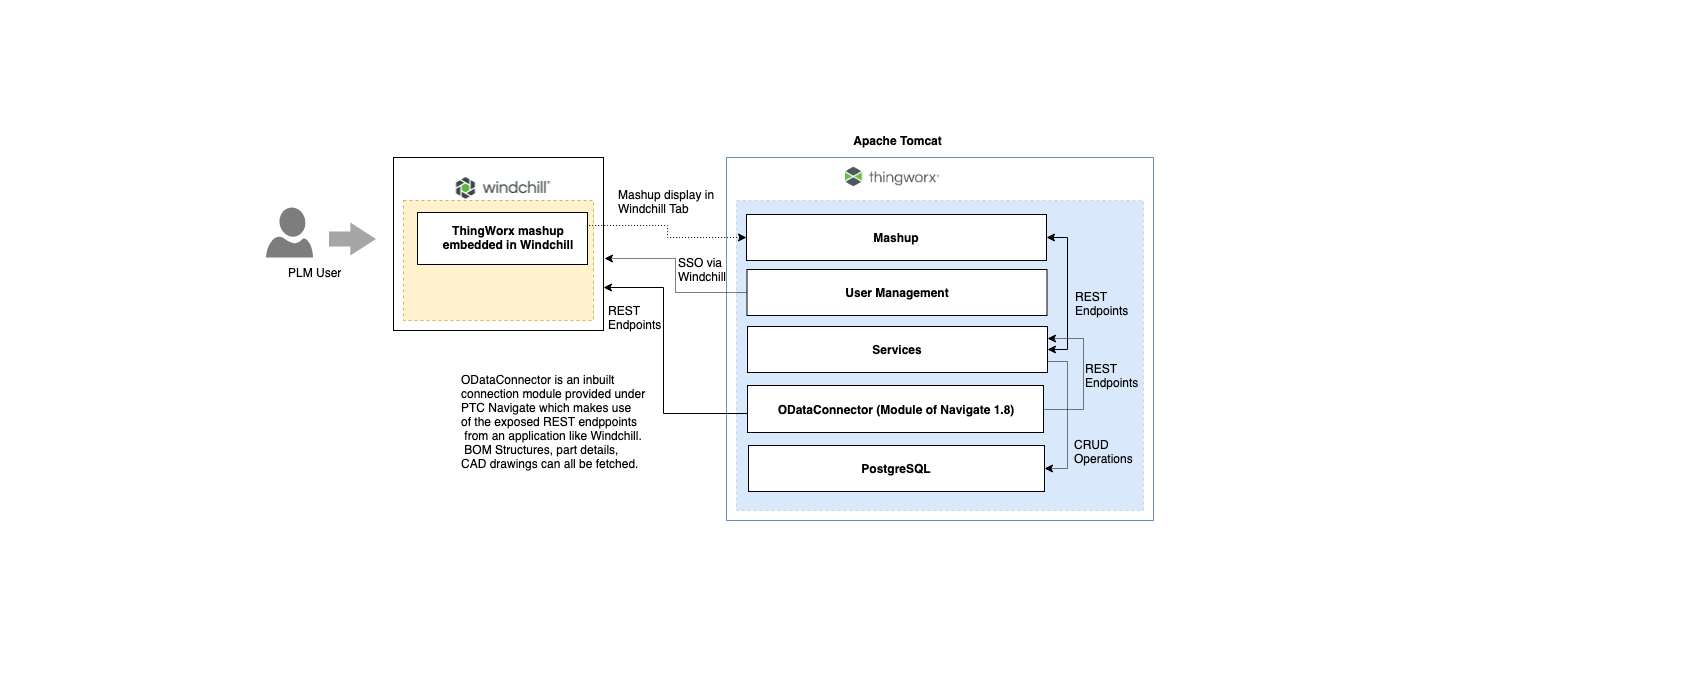 Apache Tomcat
windchill®
thingworx®
ThingWorx mashup
embedded in Windchill
PLM User
Mashup display in
Windchill Tab
SSO via
Windchill
REST
Endpoints
Mashup
User Management
Services
ODataConnector (Module of Navigate 1.8)
PostgreSQL
REST
Endpoints
REST
Endpoints
CRUD
Operations
ODataConnector is an inbuilt
connection module provided under
PTC Navigate which makes use
of the exposed REST endppoints
from an application like Windchill.
BOM Structures, part details,
CAD drawings can all be fetched.